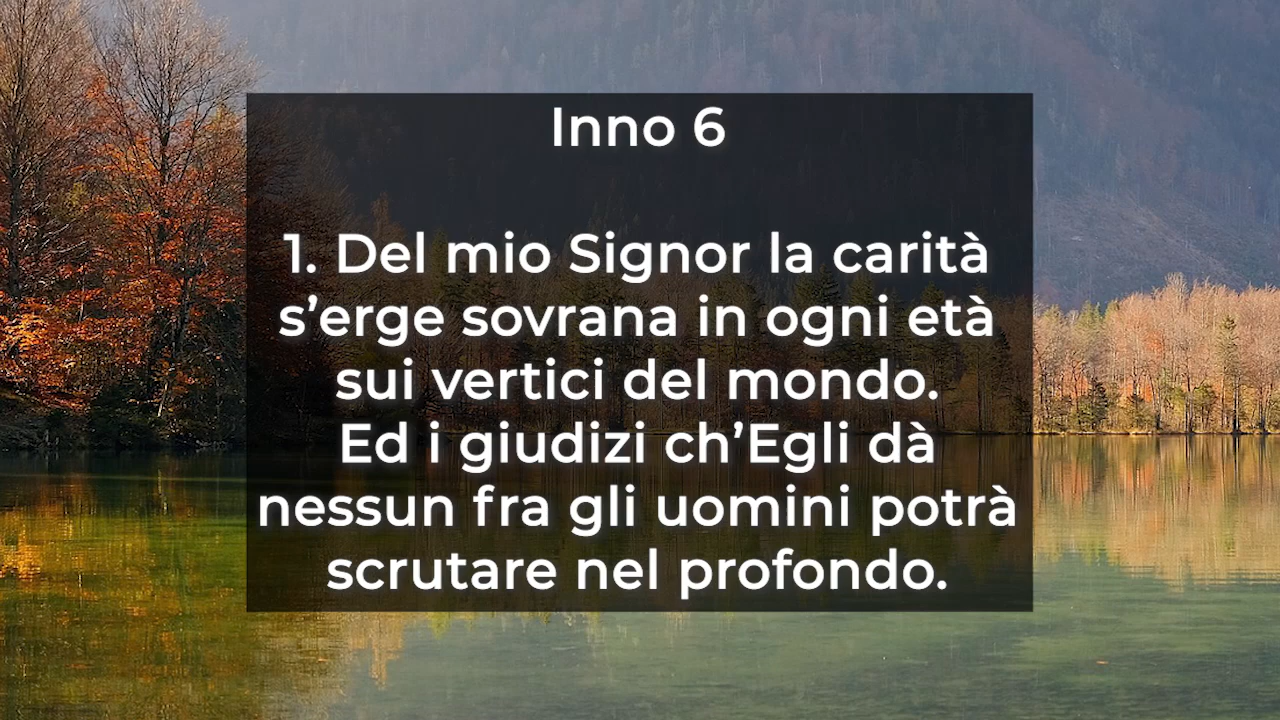 Inno 6
1. Del mio Signor la carità
s’erge sovrana in ogni età
sui vertici del mondo.
Ed i giudizi ch’Egli dà
nessun fra gli uomini potrà
scrutare nel profondo.